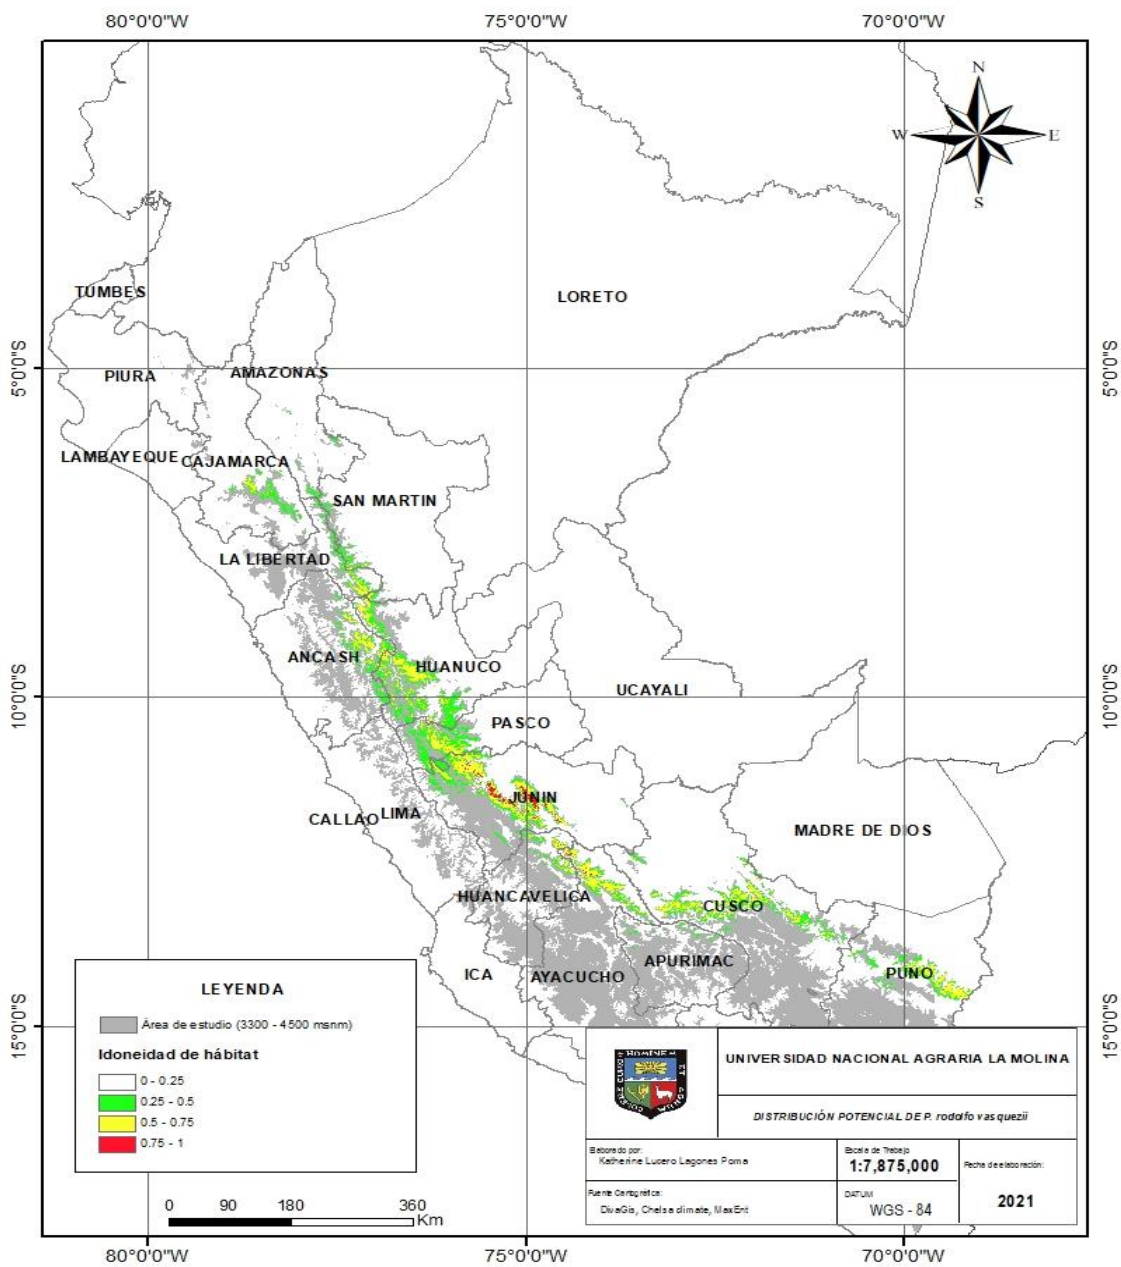 80°0'0"W 75°0'0"W 70°0'0"W
N
W E
S
TUMBES
LORETO
5°0'0"S 5°0'0"S
PIURA
AMAZONAS
LAMBAYEQUE
CAJAMARCA
SAN MARTIN
LA LIBERTAD
ANCASH
HUANUCO
UCAYALI
10°0'0"S 10°0'0"S
PASCO
JUNIN
CALLAO
LIMA
MADRE DE DIOS
HUANCAVELICA
CUSCO
APURIMAC
ICA
AYACUCHO
PUNO
15°0'0"S 15°0'0"S
LEYENDA
Área de estudio (3300 - 4500 msnm)
Idoneidad de hábitat
0 - 0.25
0.25 - 0.5
0.5 - 0.75
0.75 - 1
0 90 180 360
Km
UNIVERSIDAD NACIONAL AGRARIA LA MOLINA
DISTRIBUCIÓN POTENCIAL DE P. rodolfo vasquezii
Elaborado por:
Katherine Lucero Lagones Poma
Escala de Trabajo
1:7,875,000
Fecha de elaboración:
2021
Fuente Cartográfica:
DivaGis, Chelsa climate, MaxEnt
DATUM
WGS - 84
80°0'0"W 75°0'0"W 70°0'0"W